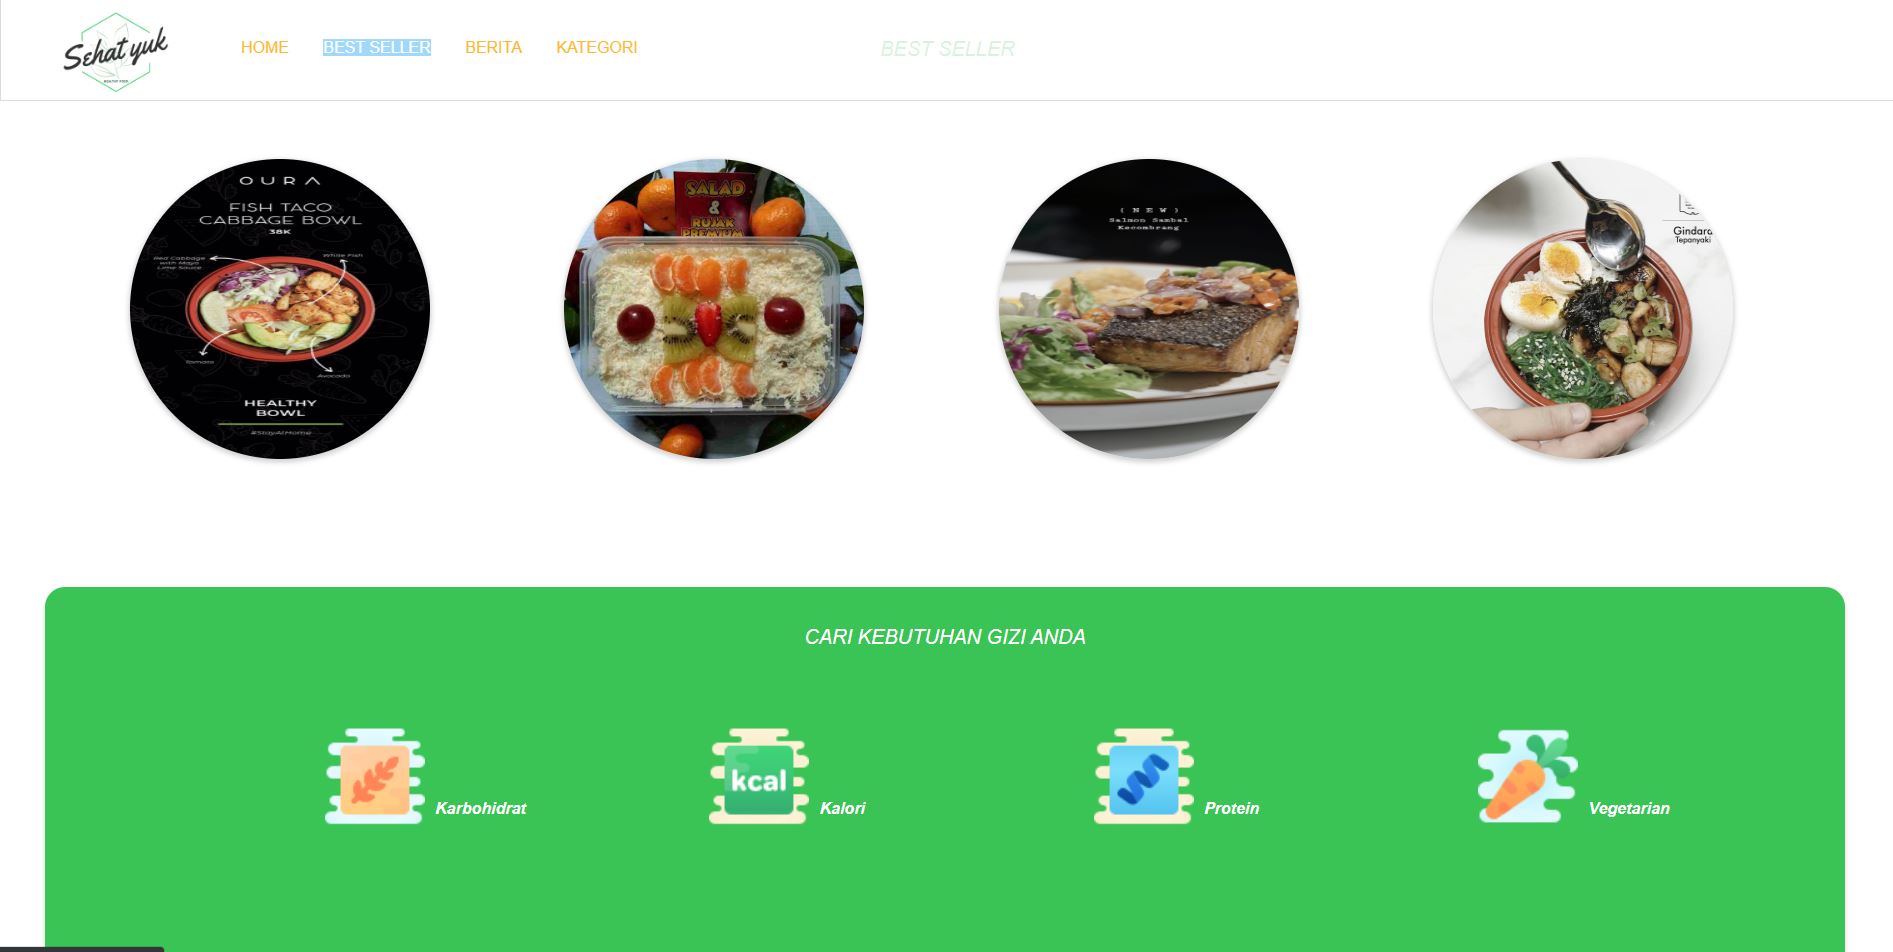 Sehat yuk
HEALTHY FOOD
HOME
BEST SELLER
BERITA
KATEGORI
BEST SELLER
OURA
FISH TACO
CABBAGE BOWL
38K
Red Cabbage
with Mayo
Lime Sauce
White Fish
Tomato
Avocado
HEALTHY
BOWL
#StayAtHome
SALAD
&
RUJAK
PREMIUM
( NEW )
Salmon Sambal
Kecombrang
Gindara
Tepanyaki
CARI KEBUTUHAN GIZI ANDA
Karbohidrat
kcal
Kalori
Protein
Vegetarian